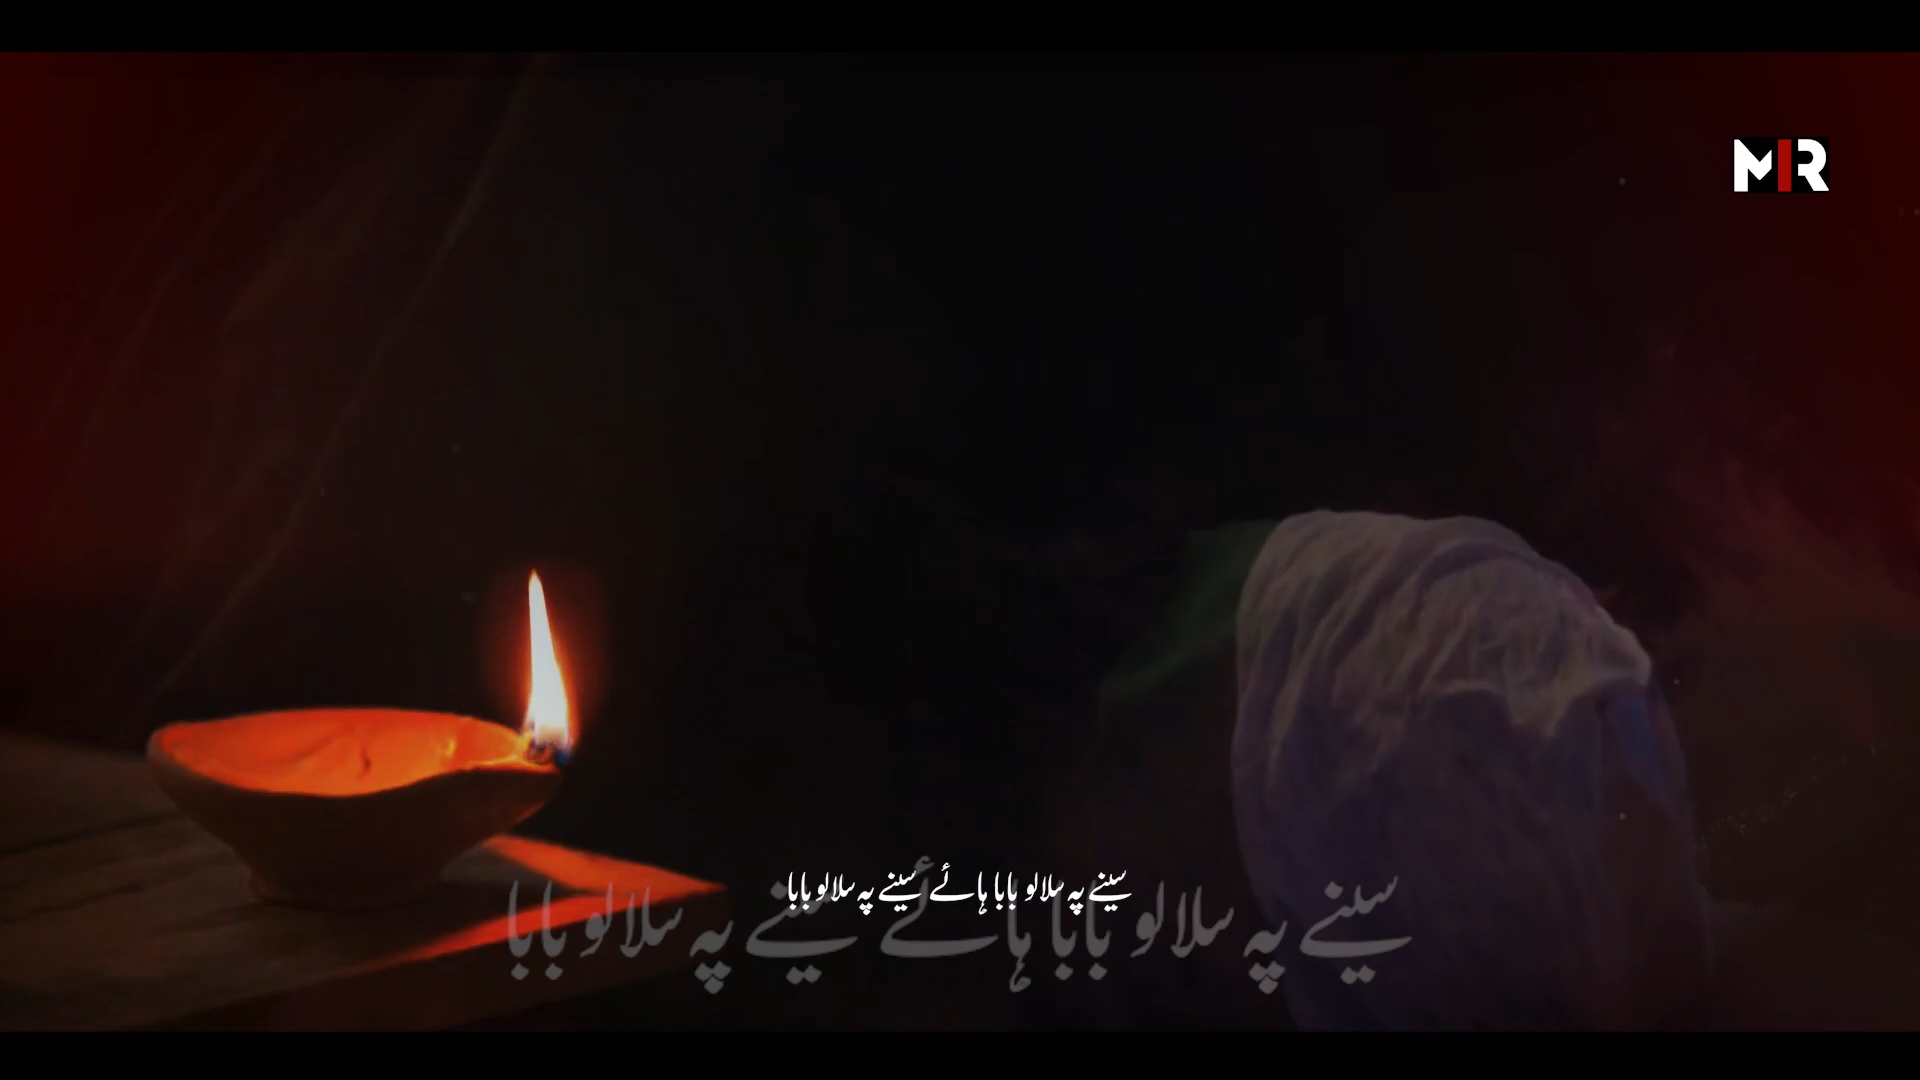 MIR
سینے پہ سلا لو بابا ہائے سینے پہ سلا لو بابا
سینے پہ سلا لو بابا ہائے سینے پہ سلا لو بابا